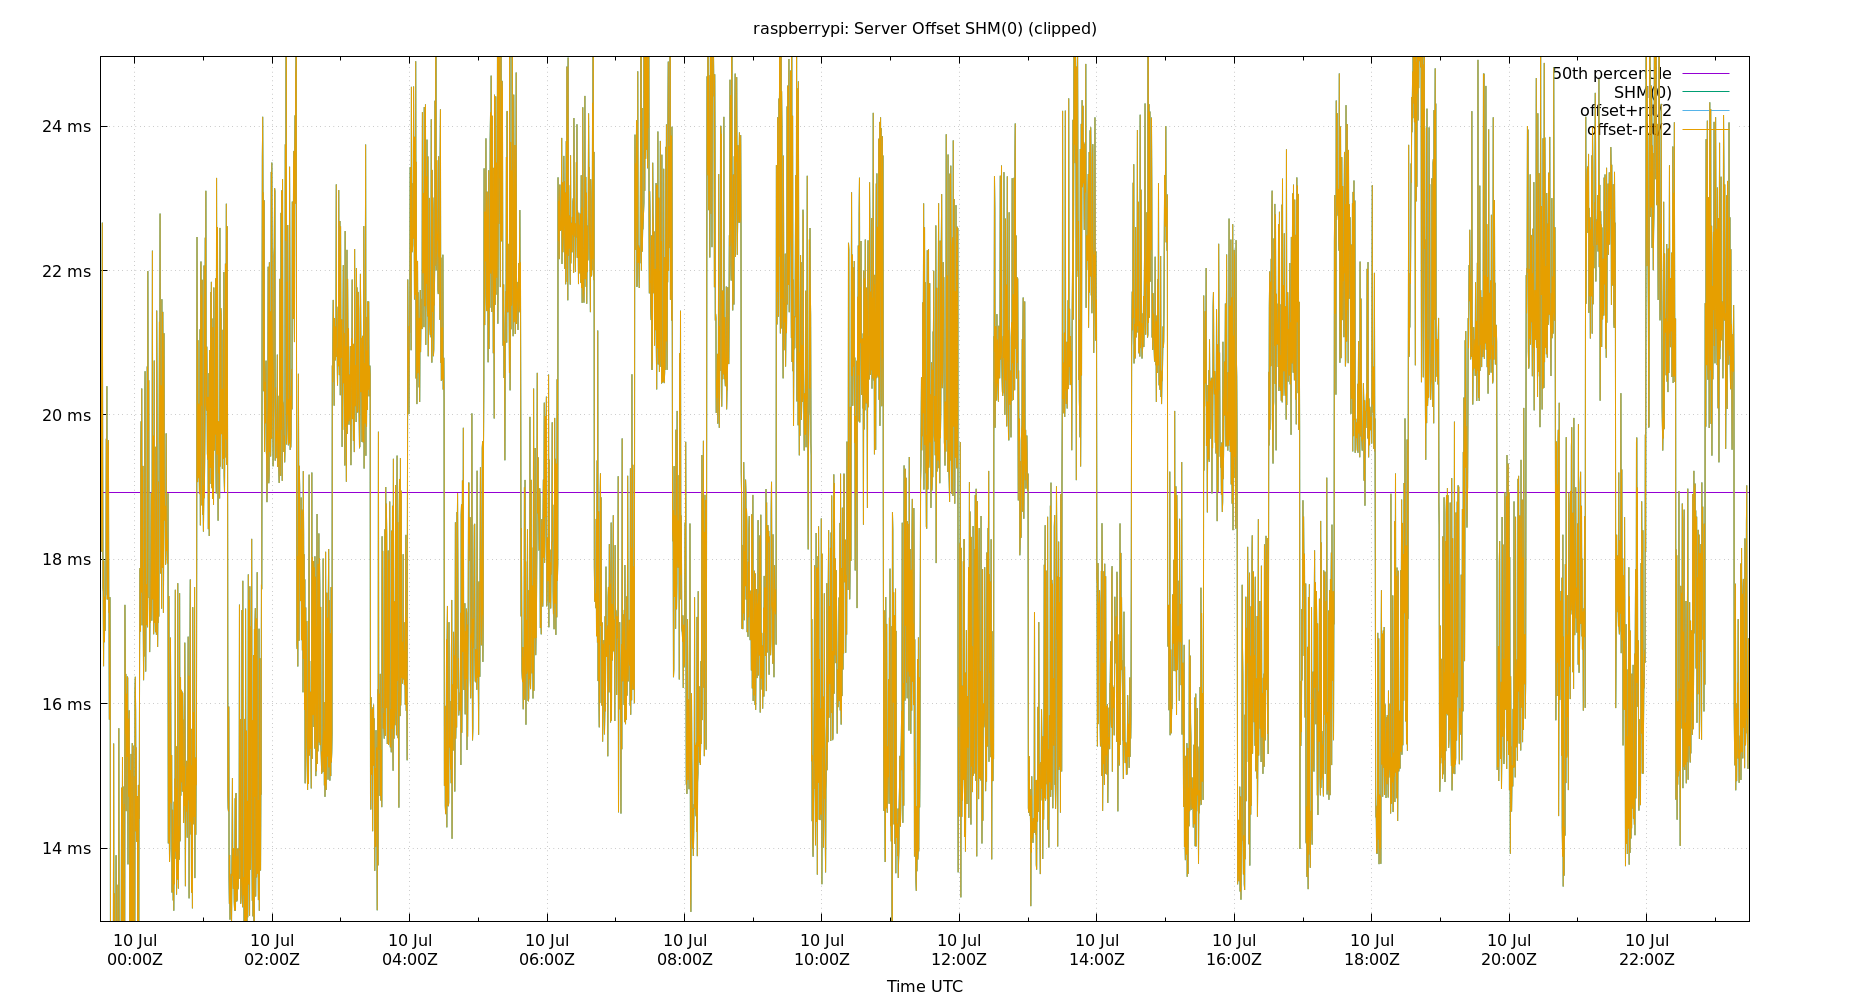 raspberrypi: Server Offset SHM(0) (clipped)
50th percentile
SHM(0)
offset+rtt/2
offset-rtt/2
24 ms
22 ms
20 ms
18 ms
16 ms
14 ms
10 Jul 10 Jul 10 Jul 10 Jul 10 Jul 10 Jul 10 Jul 10 Jul 10 Jul 10 Jul 10 Jul 10 Jul
00:00Z 02:00Z 04:00Z 06:00Z 08:00Z 10:00Z 12:00Z 14:00Z 16:00Z 18:00Z 20:00Z 22:00Z
Time UTC